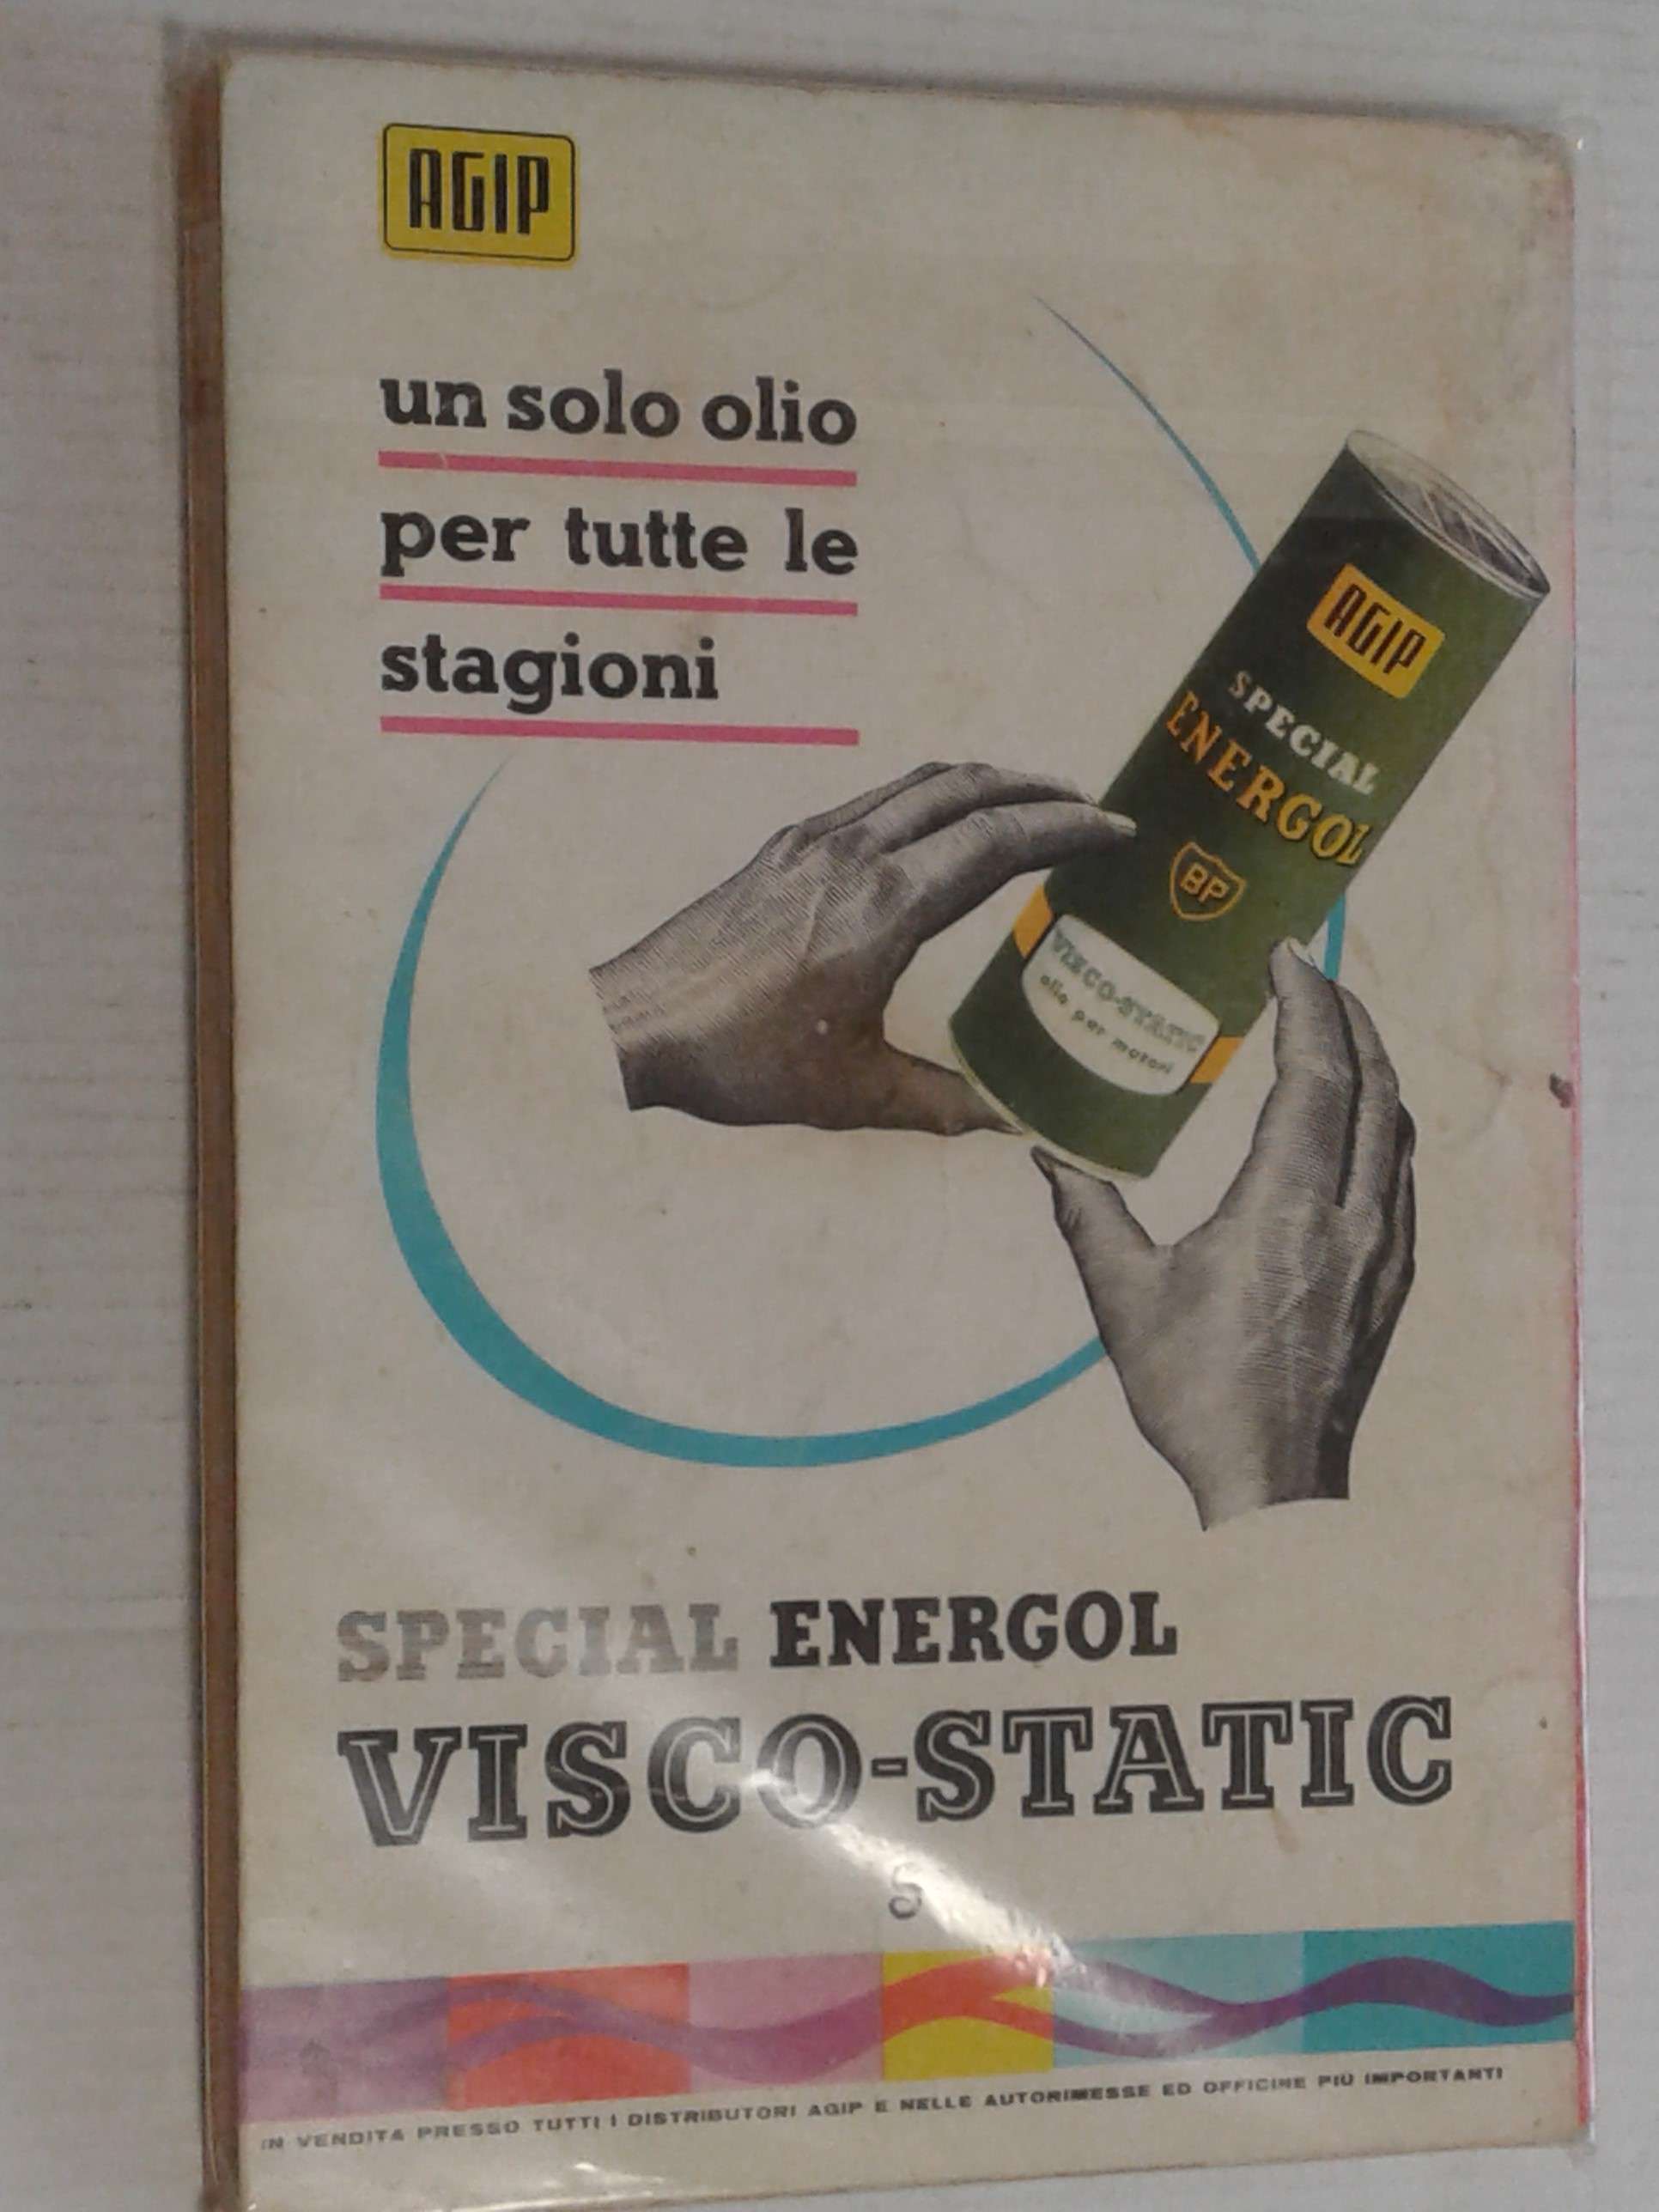 AGIP
un solo olio
per tutte le
stagioni
AGIP
SPECIAL
ENERGOL
BP
VISCO-STATIC
olio per motori
SPECIAL ENERGOL
VISCO-STATIC
S
IN VENDITA PRESSO TUTTI I DISTRIBUTORI AGIP E NELLE AUTORIMESSE ED OFFICINE PIÙ IMPORTANTI